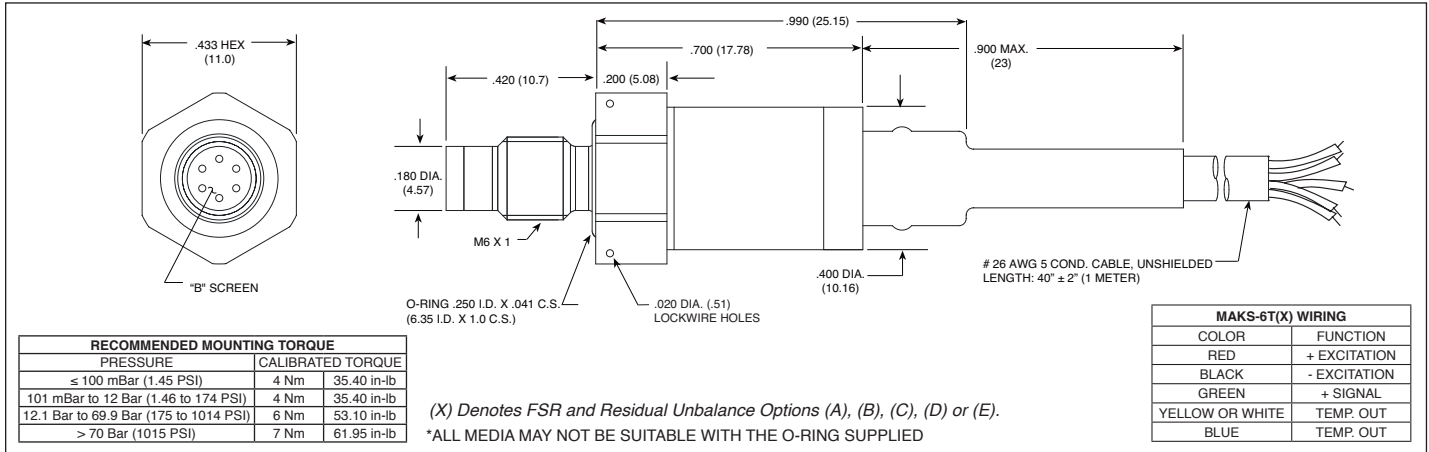 .433 HEX
(11.0)
"B" SCREEN
.990 (25.15)
.700 (17.78)
.900 MAX.
(23)
.420 (10.7)
.200 (5.08)
.180 DIA.
(4.57)
M6 X 1
O-RING .250 I.D. X .041 C.S.
(6.35 I.D. X 1.0 C.S.)
.020 DIA. (.51)
LOCKWIRE HOLES
.400 DIA.
(10.16)
# 26 AWG 5 COND. CABLE, UNSHIELDED
LENGTH: 40" ± 2" (1 METER)
RECOMMENDED MOUNTING TORQUE
PRESSURE CALIBRATED TORQUE
≤ 100 mBar (1.45 PSI) 4 Nm 35.40 in-lb
101 mBar to 12 Bar (1.46 to 174 PSI) 4 Nm 35.40 in-lb
12.1 Bar to 69.9 Bar (175 to 1014 PSI) 6 Nm 53.10 in-lb
> 70 Bar (1015 PSI) 7 Nm 61.95 in-lb
(X) Denotes FSR and Residual Unbalance Options (A), (B), (C), (D) or (E).
*ALL MEDIA MAY NOT BE SUITABLE WITH THE O-RING SUPPLIED
MAKS-6T(X) WIRING
COLOR FUNCTION
RED + EXCITATION
BLACK - EXCITATION
GREEN + SIGNAL
YELLOW OR WHITE TEMP. OUT
BLUE TEMP. OUT